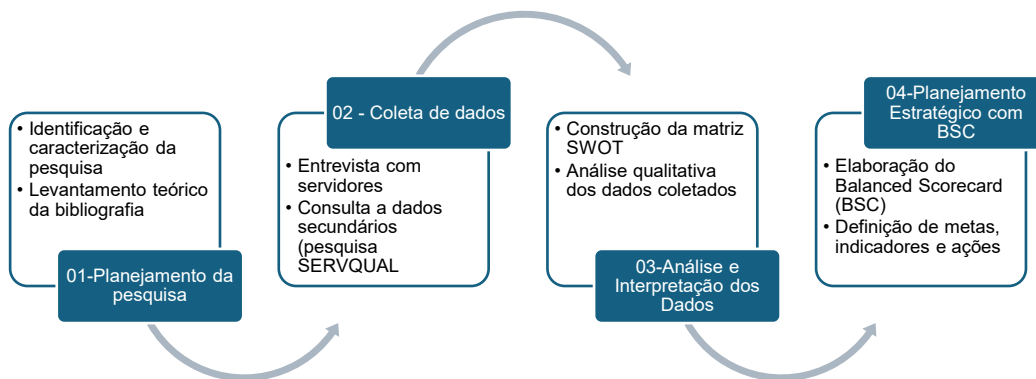 • Identificação e
caracterização da
pesquisa
• Levantamento teórico
da bibliografia
01-Planejamento da
pesquisa
02 - Coleta de dados
• Entrevista com
servidores
• Consulta a dados
secundários
(pesquisa
SERVQUAL
• Construção da matriz
SWOT
• Análise qualitativa
dos dados coletados
03-Análise e
Interpretação dos
Dados
04-Planejamento
Estratégico com
BSC
• Elaboração do
Balanced Scorecard
(BSC)
• Definição de metas,
indicadores e ações